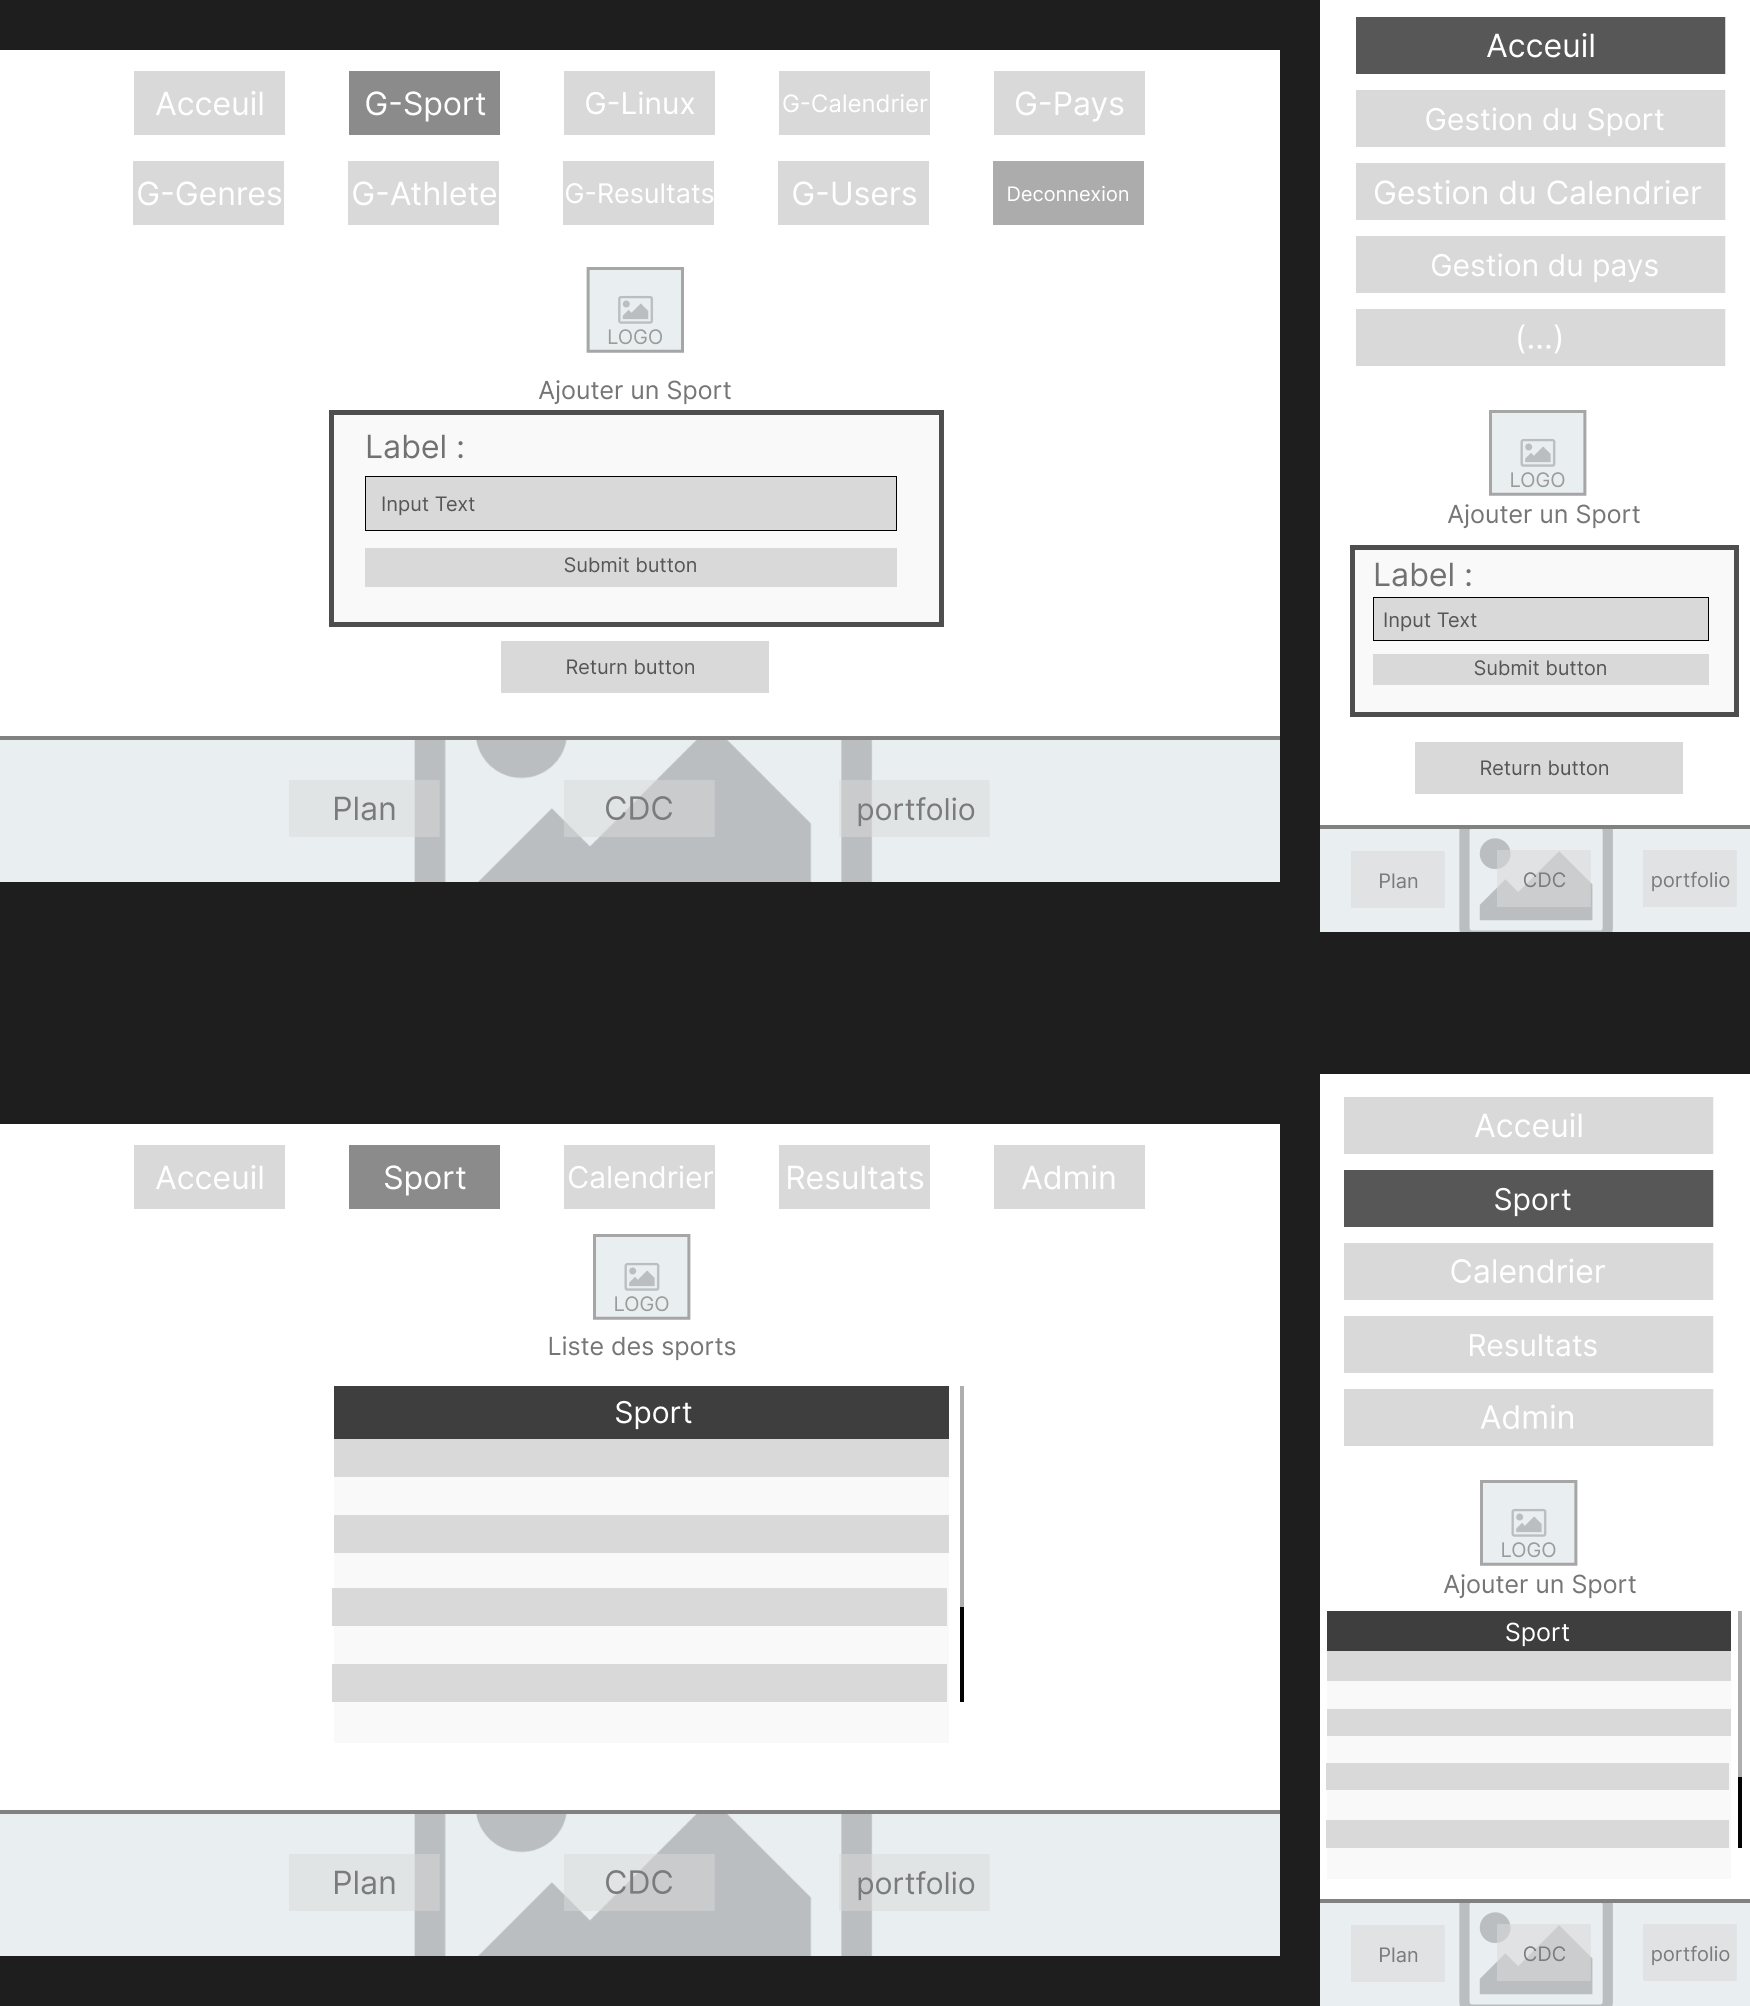 Acceuil
G-Sport
G-Linux
G-Calendrier
G-Pays
G-Genres
G-Athlete
G-Resultats
G-Users
Deconnexion
LOGO
Ajouter un Sport
Label :
Input Text
Submit button
Return button
Plan
CDC
portfolio
Acceuil
Gestion du Sport
Gestion du Calendrier
Gestion du pays
(...)
LOGO
Ajouter un Sport
Label :
Input Text
Submit button
Return button
Plan
CDC
portfolio
Acceuil
Sport
Calendrier
Resultats
Admin
LOGO
Liste des sports
Sport
Plan
CDC
portfolio
Acceuil
Sport
Calendrier
Resultats
Admin
LOGO
Ajouter un Sport
Sport
Plan
CDC
portfolio